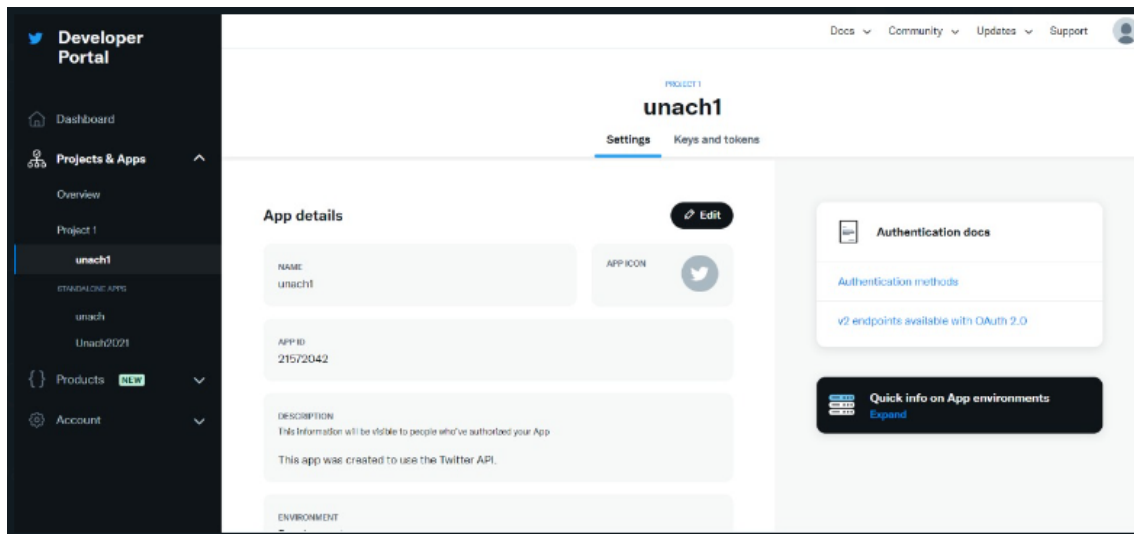 Developer
Portal
Docs
Community
Updates
Support
PROJECT 1
unach1
Settings
Keys and tokens
Dashboard
Projects & Apps
Overview
Project 1
unach1
STANDALONE APPS
unach
Unach2021
Products NEW
Account
App details
Edit
NAME
unach1
APP ICON
APP ID
21572042
DESCRIPTION
This information will be visible to people who've authorized your App
This app was created to use the Twitter API.
ENVIRONMENT
Authentication docs
Authentication methods
v2 endpoints available with OAuth 2.0
Quick info on App environments
Expand